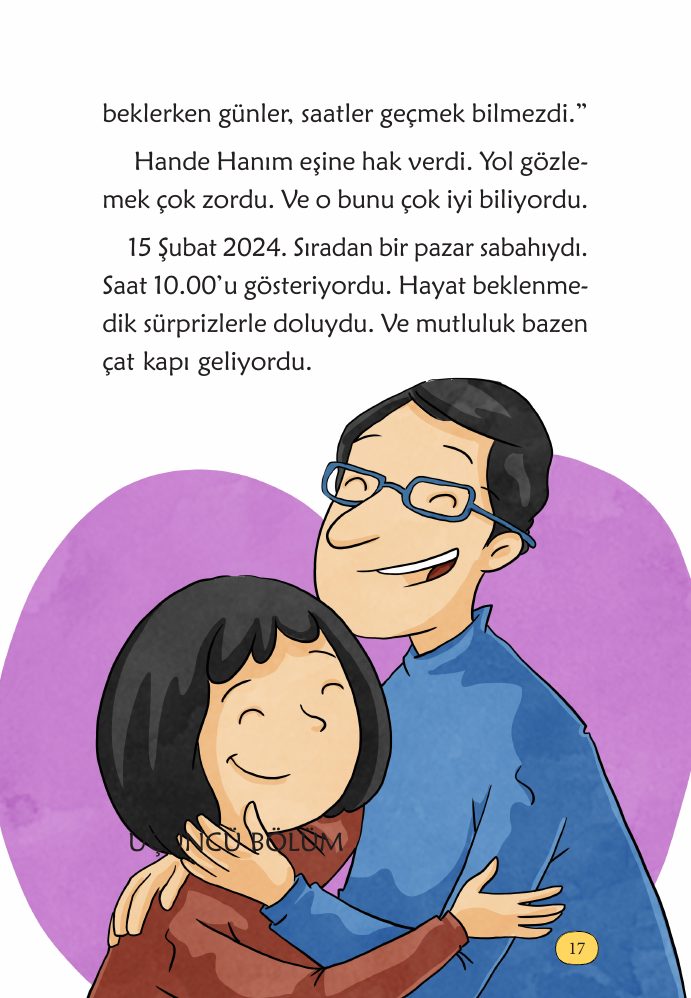 beklerken günler, saatler geçmek bilmezdi.”
Hande Hanım eşine hak verdi. Yol gözle-
mek çok zordu. Ve o bunu çok iyi biliyordu.
15 Şubat 2024. Sıradan bir pazar sabahıydı.
Saat 10.00’u gösteriyordu. Hayat beklenme-
dik sürprizlerle doluydu. Ve mutluluk bazen
çat kapı geliyordu.
ÜÇÜNCÜ BÖLÜM
17